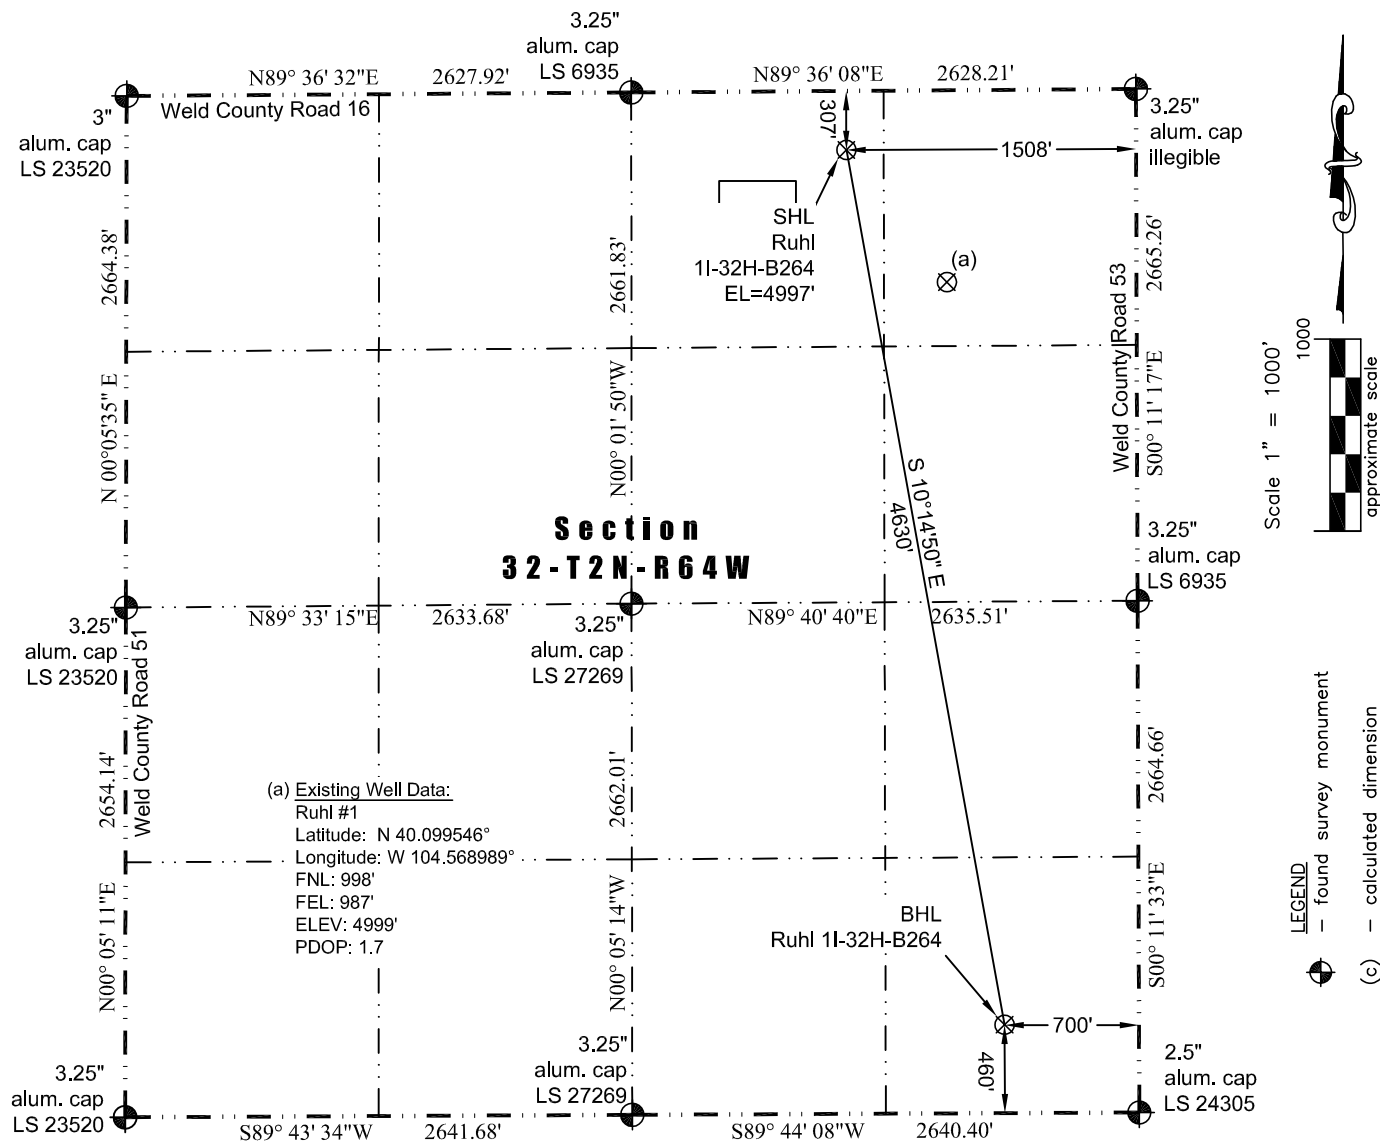 3.25"
alum. cap
LS 6935
N89° 36' 32"E
2627.92'
N89° 36' 08"E
2628.21'
Weld County Road 16
3"
alum. cap
LS 23520
3.25"
alum. cap
illegible
307'
1508'
SHL
Ruhl
1I-32H-B264
EL=4997'
(a)
2664.38'
N 00°05'35" E
2661.83'
N00° 01' 50"W
2665.26'
Weld County Road 53
S00° 11' 17"E
1000
Scale 1" = 1000'
approximate scale
S 10°14'50" E
4630'
Section
32-T2N-R64W
3.25"
alum. cap
LS 6935
N89° 33' 15"E
2633.68'
N89° 40' 40"E
2635.51'
3.25"
alum. cap
LS 23520
3.25"
alum. cap
LS 27269
Weld County Road 51
2654.14'
N00° 05' 11"E
2662.01'
N00° 05' 14"W
2664.66'
S00° 11' 33"E
(a) Existing Well Data:
Ruhl #1
Latitude: N 40.099546°
Longitude: W 104.568989°
FNL: 998'
FEL: 987'
ELEV: 4999'
PDOP: 1.7
BHL
Ruhl 1I-32H-B264
700'
460'
LEGEND
– found survey monument
(c) – calculated dimension
3.25"
alum. cap
LS 23520
3.25"
alum. cap
LS 27269
2.5"
alum. cap
LS 24305
S89° 43' 34"W
2641.68'
S89° 44' 08"W
2640.40'